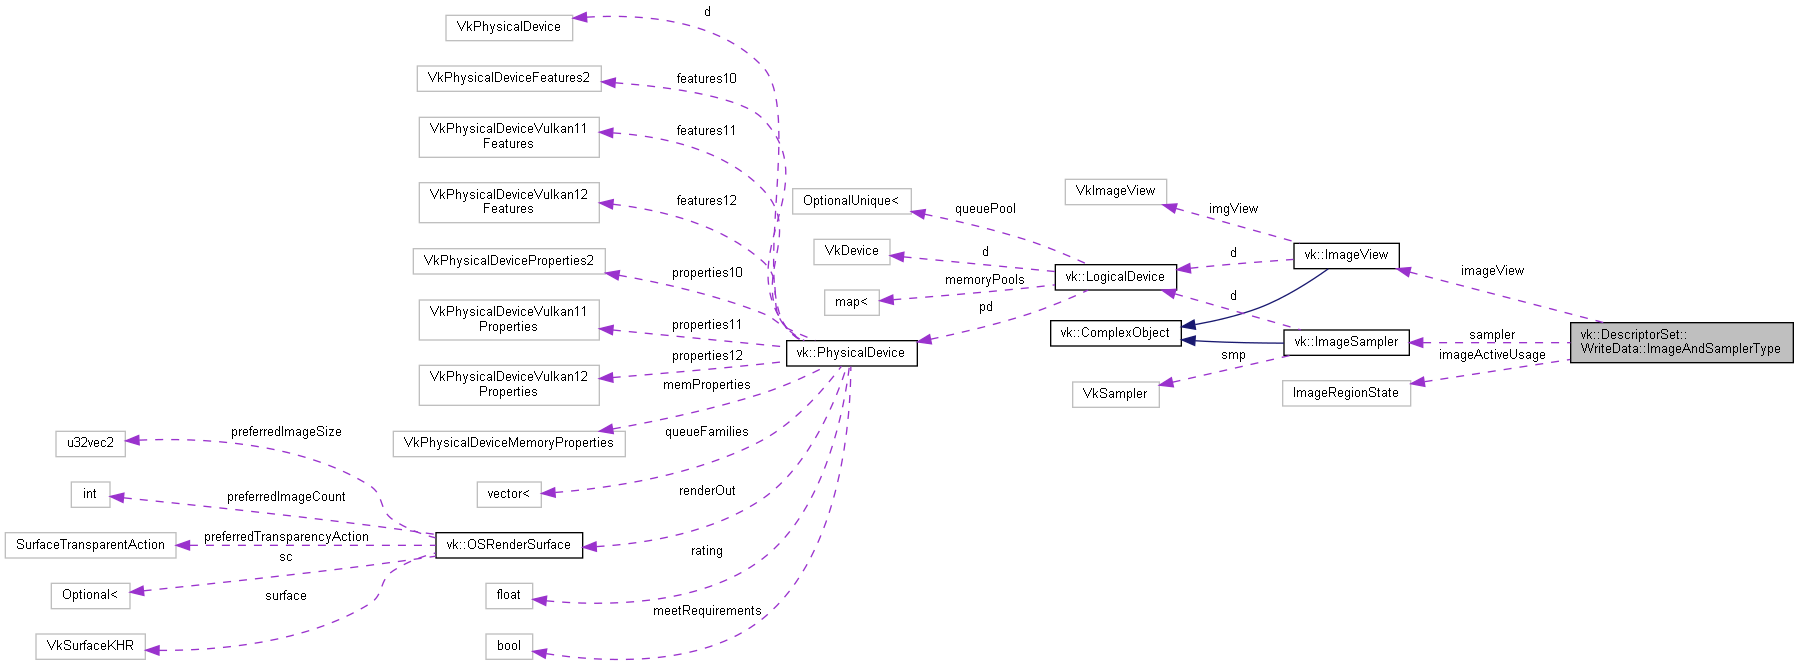 d
VkPhysicalDevice
features10
VkPhysicalDeviceFeatures2
features11
VkPhysicalDeviceVulkan11
Features
features12
VkPhysicalDeviceVulkan12
Features
properties10
VkPhysicalDeviceProperties2
properties11
VkPhysicalDeviceVulkan11
Properties
properties12
VkPhysicalDeviceVulkan12
Properties
memProperties
VkPhysicalDeviceMemoryProperties
queueFamilies
vector<
renderOut
rating
float
meetRequirements
bool
preferredImageSize
u32vec2
preferredImageCount
int
preferredTransparencyAction
SurfaceTransparentAction
sc
Optional<
surface
VkSurfaceKHR
vk::OSRenderSurface
vk::PhysicalDevice
OptionalUnique<
queuePool
VkDevice
d
map<
memoryPools
pd
vk::LogicalDevice
vk::ComplexObject
VkImageView
imgView
d
d
smp
VkSampler
vk::ImageView
vk::ImageSampler
ImageRegionState
imageView
sampler
imageActiveUsage
vk::DescriptorSet::
WriteData::ImageAndSamplerType